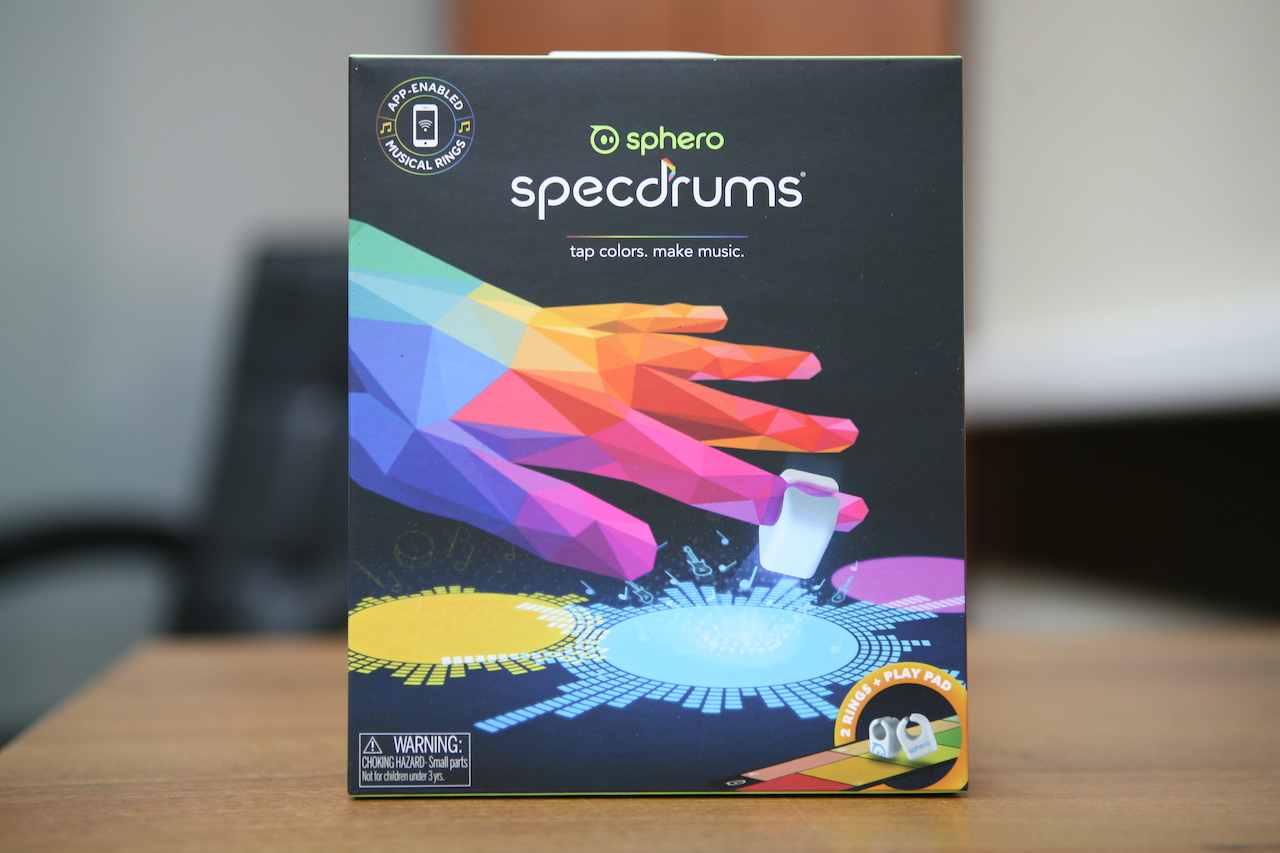 APP-ENABLED
MUSICAL RINGS
sphero
specdrums®
tap colors. make music.
2 RINGS + PLAY PAD
sphero
WARNING:
CHOKING HAZARD- Small parts
Not for children under 3 yrs.